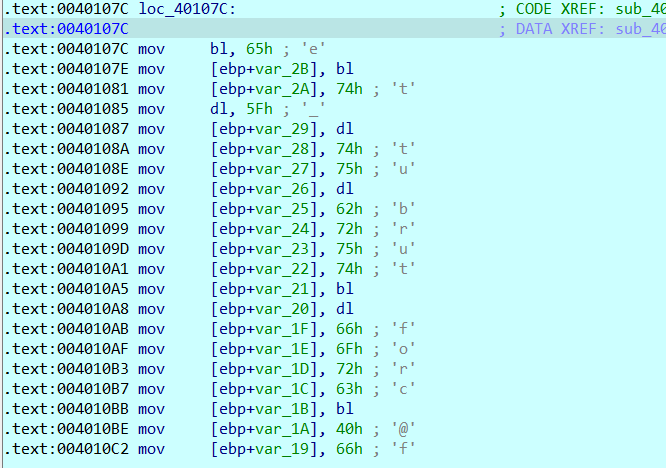 .text:0040107C loc_40107C: ; CODE XREF: sub_40
.text:0040107C ; DATA XREF: sub_40
.text:0040107C mov bl, 65h ; 'e'
.text:0040107E mov [ebp+var_2B], bl
.text:00401081 mov [ebp+var_2A], 74h ; 't'
.text:00401085 mov dl, 5Fh ; '_'
.text:00401087 mov [ebp+var_29], dl
.text:0040108A mov [ebp+var_28], 74h ; 't'
.text:0040108E mov [ebp+var_27], 75h ; 'u'
.text:00401092 mov [ebp+var_26], dl
.text:00401095 mov [ebp+var_25], 62h ; 'b'
.text:00401099 mov [ebp+var_24], 72h ; 'r'
.text:0040109D mov [ebp+var_23], 75h ; 'u'
.text:004010A1 mov [ebp+var_22], 74h ; 't'
.text:004010A5 mov [ebp+var_21], bl
.text:004010A8 mov [ebp+var_20], dl
.text:004010AB mov [ebp+var_1F], 66h ; 'f'
.text:004010AF mov [ebp+var_1E], 6Fh ; 'o'
.text:004010B3 mov [ebp+var_1D], 72h ; 'r'
.text:004010B7 mov [ebp+var_1C], 63h ; 'c'
.text:004010BB mov [ebp+var_1B], bl
.text:004010BE mov [ebp+var_1A], 40h ; '@'
.text:004010C2 mov [ebp+var_19], 66h ; 'f'